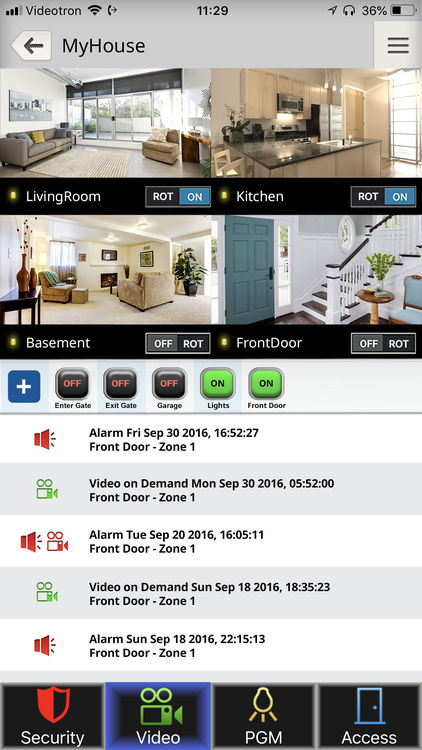 Videotron 11:29 36%
MyHouse
LivingRoom ROT ON
Kitchen ROT ON
Basement OFF ROT
FrontDoor OFF ROT
OFF OFF OFF ON ON
Enter Gate Exit Gate Garage Lights Front Door
Alarm Fri Sep 30 2016, 16:52:27
Front Door - Zone 1
Video on Demand Mon Sep 30 2016, 05:52:00
Front Door - Zone 1
Alarm Tue Sep 20 2016, 16:05:11
Front Door - Zone 1
Video on Demand Sun Sep 18 2016, 18:35:23
Front Door - Zone 1
Alarm Sun Sep 18 2016, 22:15:13
Front Door - Zone 1
Security Video PGM Access